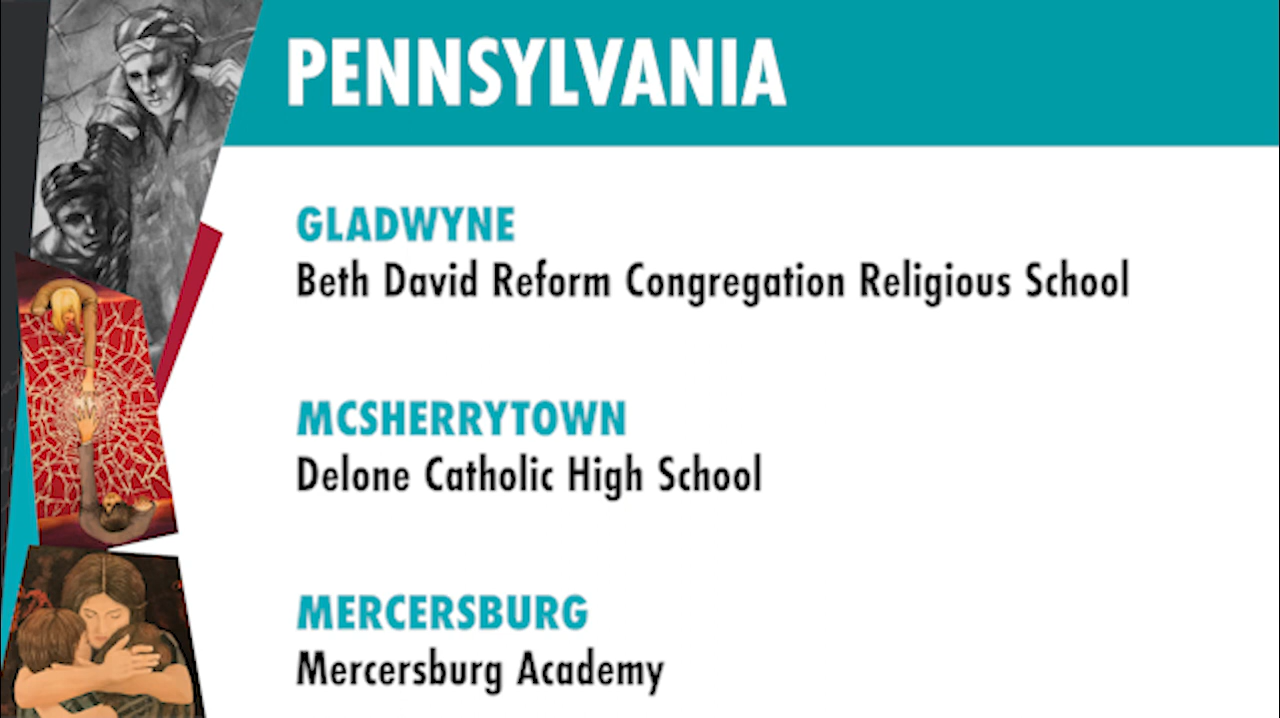 PENNSYLVANIA
GLADWYNE
Beth David Reform Congregation Religious School
MCSHERRYTOWN
Delone Catholic High School
MERCERSBURG
Mercersburg Academy